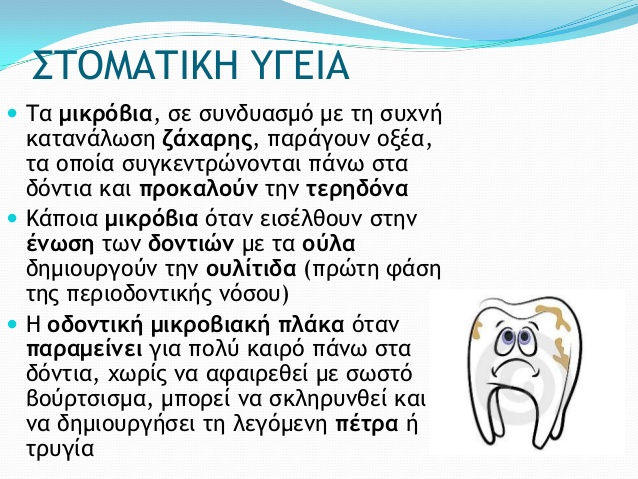 ΣΤΟΜΑΤΙΚΗ ΥΓΕΙΑ
Τα μικρόβια, σε συνδυασμό με τη συχνή
κατανάλωση ζάχαρης, παράγουν οξέα,
τα οποία συγκεντρώνονται πάνω στα
δόντια και προκαλούν την τερηδόνα
Κάποια μικρόβια όταν εισέλθουν στην
ένωση των δοντιών με τα ούλα
δημιουργούν την ουλίτιδα (πρώτη φάση
της περιοδοντικής νόσου)
Η οδοντική μικροβιακή πλάκα όταν
παραμείνει για πολύ καιρό πάνω στα
δόντια, χωρίς να αφαιρεθεί με σωστό
βούρτσισμα, μπορεί να σκληρυνθεί και
να δημιουργήσει τη λεγόμενη πέτρα ή
τρυγία